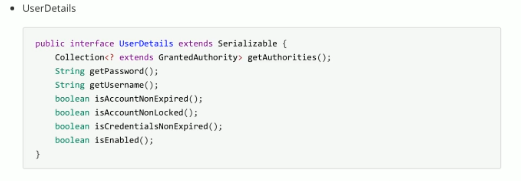 UserDetails
public interface UserDetails extends Serializable {
    Collection<? extends GrantedAuthority> getAuthorities();
    String getPassword();
    String getUsername();
    boolean isAccountNonExpired();
    boolean isAccountNonLocked();
    boolean isCredentialsNonExpired();
    boolean isEnabled();
}